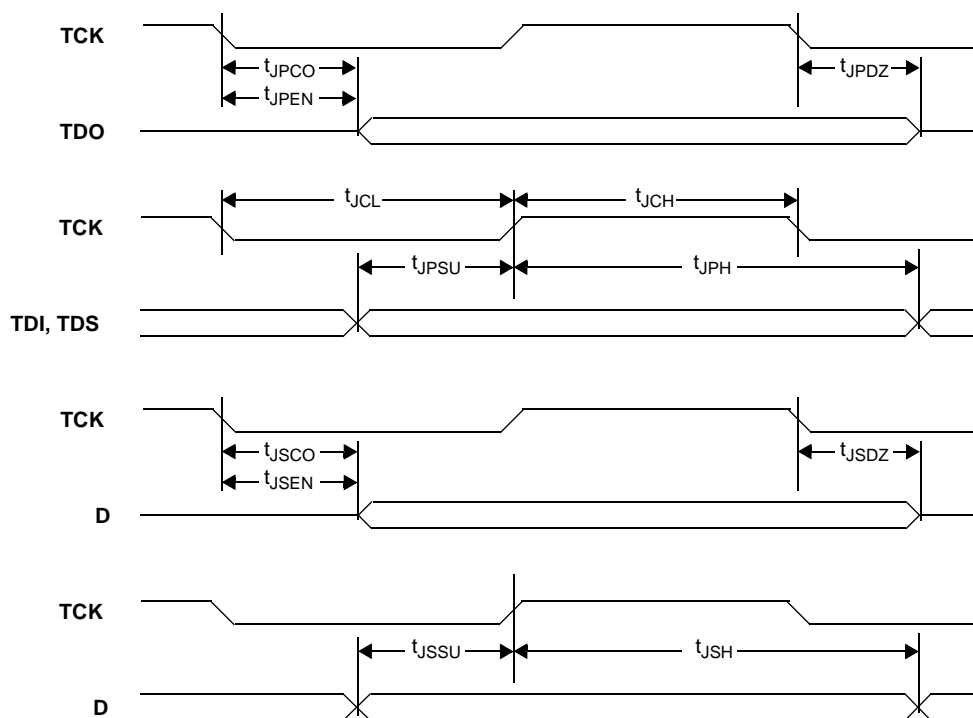 TCK
tJPCO
tJPDZ
tJPEN
TDO
tJCL
tJCH
TCK
tJPSU
tJPH
TDI, TDS
TCK
tJSCO
tJSDZ
tJSEN
D
TCK
tJSSU
tJSH
D